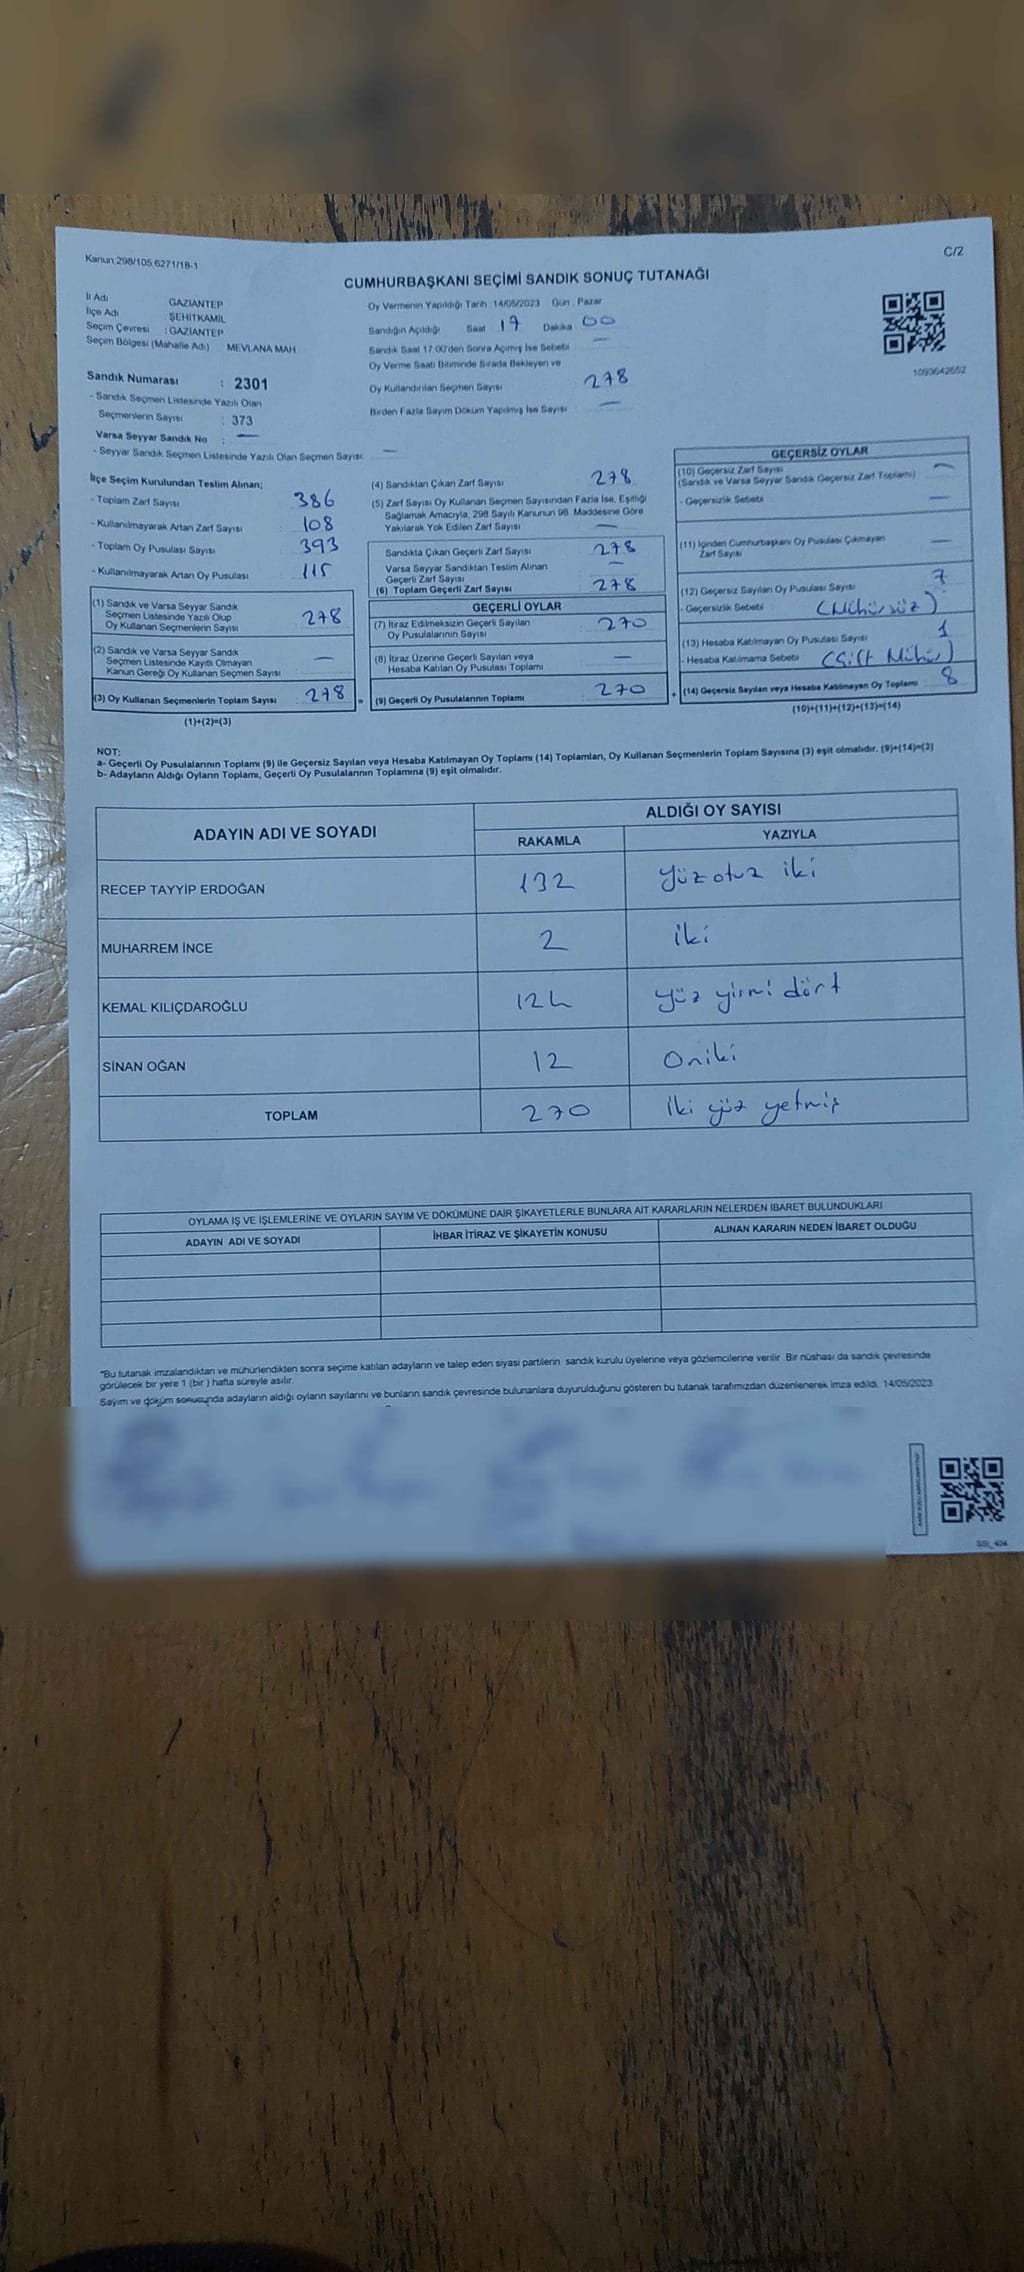 Kanun:298/105,6271/18-1
C/2
CUMHURBAŞKANI SEÇİMİ SANDIK SONUÇ TUTANAĞI
İl Adı GAZİANTEP
İlçe Adı ŞEHİTKAMİL
Seçim Çevresi : GAZİANTEP
Seçim Bölgesi (Mahalle Adı) MEVLANA MAH
Oy Vermenin Yapıldığı Tarih 14/05/2023 Gün : Pazar
Sandığın Açıldığı Saat 17 Dakika 00
Sandık Saat 17.00'den Sonra Açımış İse Sebebi —
Oy Verme Saati Bitiminde Sırada Bekleyen ve
Oy Kullandırılan Seçmen Sayısı 278
Birden Fazla Sayım Döküm Yapılmış İse Sayısı —
1093642652
Sandık Numarası : 2301
- Sandık Seçmen Listesinde Yazılı Olan
Seçmenlerin Sayısı : 373
Varsa Seyyar Sandık No : —
- Seyyar Sandık Seçmen Listesinde Yazılı Olan Seçmen Sayısı —
İlçe Seçim Kurulundan Teslim Alınan;
- Toplam Zarf Sayısı 386
- Kullanılmayarak Artan Zarf Sayısı 108
- Toplam Oy Pusulası Sayısı 393
- Kullanılmayarak Artan Oy Pusulası 115
(1) Sandık ve Varsa Seyyar Sandık
Seçmen Listesinde Yazılı Olup
Oy Kullanan Seçmenlerin Sayısı 278
(2) Sandık ve Varsa Seyyar Sandık
Seçmen Listesinde Kayıtlı Olmayan
Kanun Gereği Oy Kullanan Seçmen Sayısı —
(3) Oy Kullanan Seçmenlerin Toplam Sayısı 278 =
(1)+(2)=(3)
(4) Sandıktan Çıkan Zarf Sayısı 278
(5) Zarf Sayısı Oy Kullanan Seçmen Sayısından Fazla İse, Eşitliği
Sağlamak Amacıyla, 298 Sayılı Kanunun 98. Maddesine Göre
Yakılarak Yok Edilen Zarf Sayısı —
Sandıkta Çıkan Geçerli Zarf Sayısı 278
Varsa Seyyar Sandıktan Teslim Alınan
Geçerli Zarf Sayısı —
(6) Toplam Geçerli Zarf Sayısı 278
GEÇERLİ OYLAR
(7) İtiraz Edilmeksizin Geçerli Sayılan
Oy Pusulalarının Sayısı 270
(8) İtiraz Üzerine Geçerli Sayılan veya
Hesaba Katılan Oy Pusulası Toplamı —
(9) Geçerli Oy Pusulalarının Toplamı 270 +
GEÇERSİZ OYLAR
(10) Geçersiz Zarf Sayısı —
(Sandık ve Varsa Seyyar Sandık Geçersiz Zarf Toplamı)
- Geçersizlik Sebebi —
(11) İçinden Cumhurbaşkanı Oy Pusulası Çıkmayan
Zarf Sayısı —
(12) Geçersiz Sayılan Oy Pusulası Sayısı 7
- Geçersizlik Sebebi (Mühürsüz)
(13) Hesaba Katılmayan Oy Pusulası Sayısı 1
- Hesaba Katılmama Sebebi (Çift Mühür)
(14) Geçersiz Sayılan veya Hesaba Katılmayan Oy Toplamı 8
(10)+(11)+(12)+(13)=(14)
NOT:
a- Geçerli Oy Pusulalarının Toplamı (9) ile Geçersiz Sayılan veya Hesaba Katılmayan Oy Toplamı (14) Toplamları, Oy Kullanan Seçmenlerin Toplam Sayısına (3) eşit olmalıdır. (9)+(14)=(3)
b- Adayların Aldığı Oyların Toplamı, Geçerli Oy Pusulalarının Toplamına (9) eşit olmalıdır.
ADAYIN ADI VE SOYADI
ALDIĞI OY SAYISI
RAKAMLA YAZIYLA
RECEP TAYYİP ERDOĞAN 132 yüz otuz iki
MUHARREM İNCE 2 iki
KEMAL KILIÇDAROĞLU 124 yüz yirmi dört
SİNAN OĞAN 12 Oniki
TOPLAM 270 İki yüz yetmiş
OYLAMA İŞ VE İŞLEMLERİNE VE OYLARIN SAYIM VE DÖKÜMÜNE DAİR ŞİKAYETLERLE BUNLARA AİT KARARLARIN NELERDEN İBARET BULUNDUKLARI
ADAYIN ADI VE SOYADI İHBAR İTİRAZ VE ŞİKAYETİN KONUSU ALINAN KARARIN NEDEN İBARET OLDUĞU
*Bu tutanak imzalandıktan ve mühürlendikten sonra seçime katılan adayların ve talep eden siyasi partilerin sandık kurulu üyelerine veya gözlemcilerine verilir. Bir nüshası da sandık çevresinde
görülecek bir yere 1 (bir ) hafta süreyle asılır.
Sayım ve döküm sonucunda adayların aldığı oyların sayılarını ve bunların sandık çevresinde bulunanlara duyurulduğunu gösteren bu tutanak tarafımızdan düzenlenerek imza edildi. 14/05/2023